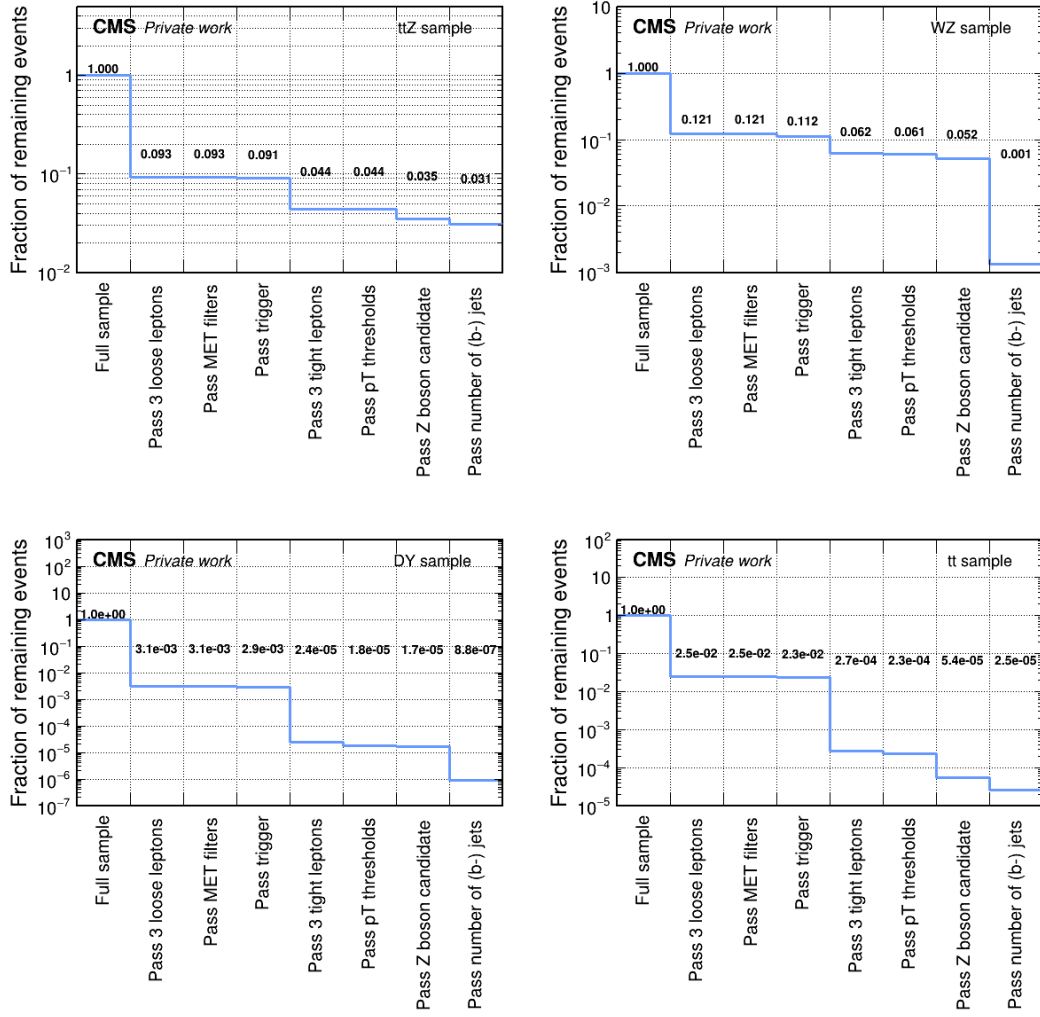 CMS Private work ttZ sample
Fraction of remaining events
1
10⁻¹
10⁻²
1.000
0.093
0.093
0.091
0.044
0.044
0.035
0.031
Full sample
Pass 3 loose leptons
Pass MET filters
Pass trigger
Pass 3 tight leptons
Pass pT thresholds
Pass Z boson candidate
Pass number of (b-) jets
CMS Private work WZ sample
Fraction of remaining events
10
1
10⁻¹
10⁻²
10⁻³
1.000
0.121
0.121
0.112
0.062
0.061
0.052
0.001
Full sample
Pass 3 loose leptons
Pass MET filters
Pass trigger
Pass 3 tight leptons
Pass pT thresholds
Pass Z boson candidate
Pass number of (b-) jets
CMS Private work DY sample
Fraction of remaining events
10³
10²
10
1
10⁻¹
10⁻²
10⁻³
10⁻⁴
10⁻⁵
10⁻⁶
10⁻⁷
1.0e+00
3.1e-03
3.1e-03
2.9e-03
2.4e-05
1.8e-05
1.7e-05
8.8e-07
Full sample
Pass 3 loose leptons
Pass MET filters
Pass trigger
Pass 3 tight leptons
Pass pT thresholds
Pass Z boson candidate
Pass number of (b-) jets
CMS Private work tt sample
Fraction of remaining events
10²
10
1
10⁻¹
10⁻²
10⁻³
10⁻⁴
10⁻⁵
1.0e+00
2.5e-02
2.5e-02
2.3e-02
2.7e-04
2.3e-04
5.4e-05
2.5e-05
Full sample
Pass 3 loose leptons
Pass MET filters
Pass trigger
Pass 3 tight leptons
Pass pT thresholds
Pass Z boson candidate
Pass number of (b-) jets